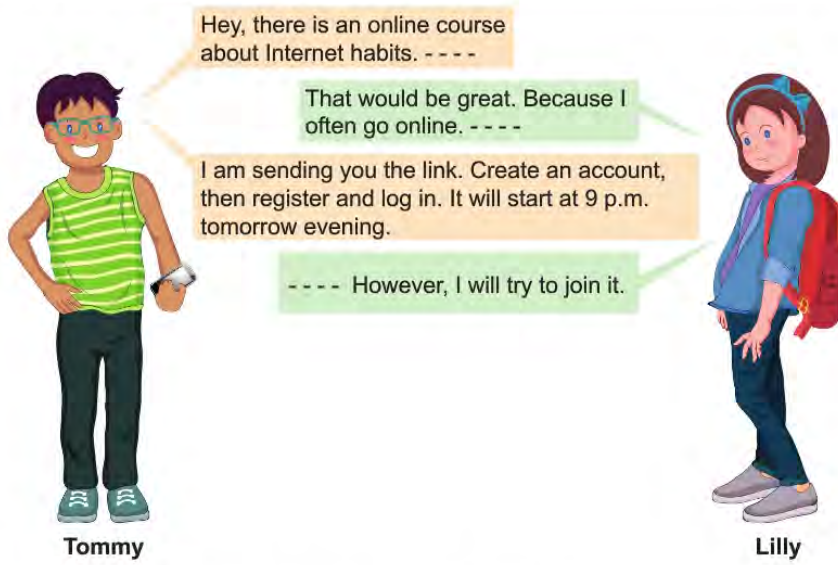 Hey, there is an online course
about Internet habits. - - - -
That would be great. Because I
often go online. - - - -
I am sending you the link. Create an account,
then register and log in. It will start at 9 p.m.
tomorrow evening.
- - - - However, I will try to join it.
Tommy
Lilly